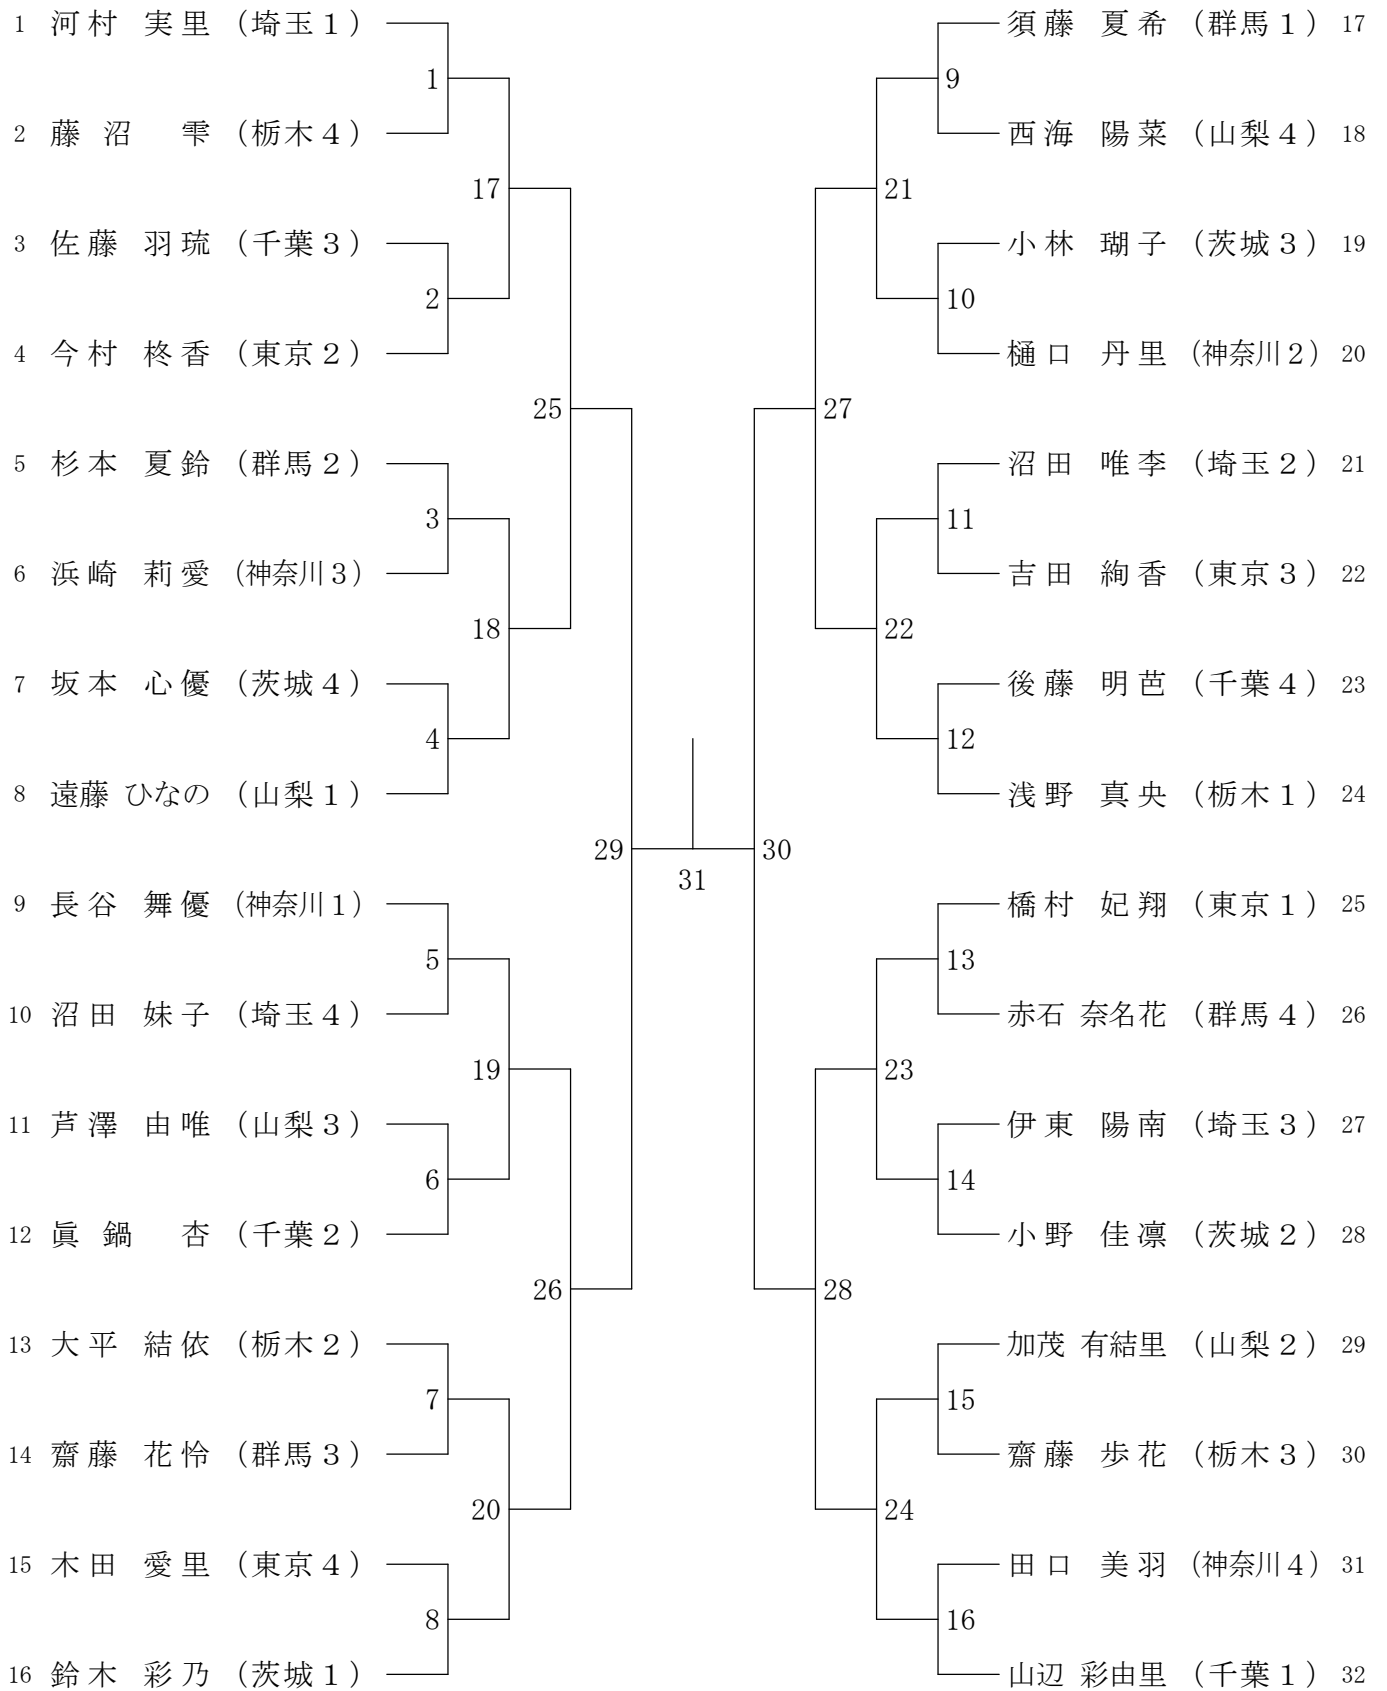 1 河村 実里 (埼玉1)
1
2 藤沼 雫 (栃木4)
17
3 佐藤 羽琉 (千葉3)
2
4 今村 柊香 (東京2)
25
5 杉本 夏鈴 (群馬2)
3
6 浜崎 莉愛 (神奈川3)
18
7 坂本 心優 (茨城4)
4
8 遠藤 ひなの (山梨1)
29
9 長谷 舞優 (神奈川1)
5
10 沼田 妹子 (埼玉4)
19
11 芦澤 由唯 (山梨3)
6
12 眞鍋 杏 (千葉2)
26
13 大平 結依 (栃木2)
7
14 齋藤 花怜 (群馬3)
20
15 木田 愛里 (東京4)
8
16 鈴木 彩乃 (茨城1)
31
須藤 夏希 (群馬1) 17
9
西海 陽菜 (山梨4) 18
21
小林 瑚子 (茨城3) 19
10
樋口 丹里 (神奈川2) 20
27
沼田 唯李 (埼玉2) 21
11
吉田 絢香 (東京3) 22
22
後藤 明芭 (千葉4) 23
12
浅野 真央 (栃木1) 24
30
橋村 妃翔 (東京1) 25
13
赤石 奈名花 (群馬4) 26
23
伊東 陽南 (埼玉3) 27
14
小野 佳凛 (茨城2) 28
28
加茂 有結里 (山梨2) 29
15
齋藤 歩花 (栃木3) 30
24
田口 美羽 (神奈川4) 31
16
山辺 彩由里 (千葉1) 32